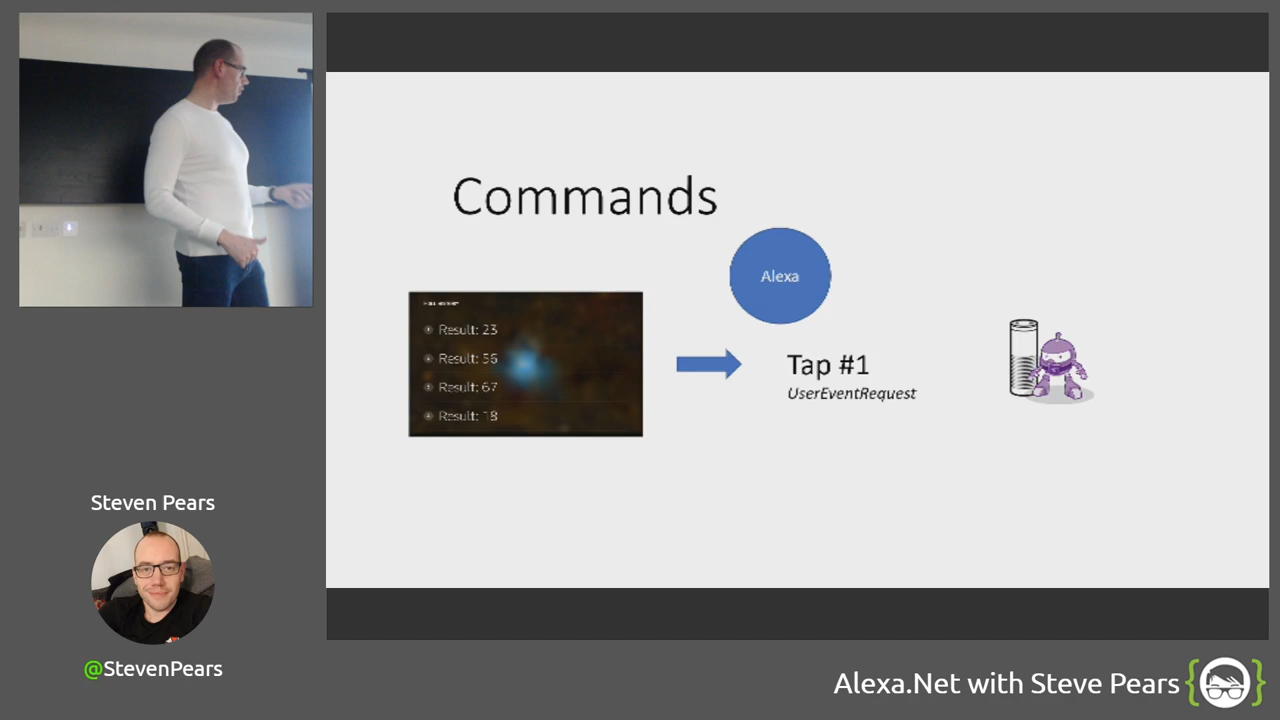 Commands
Alexa
Result: 23
Result: 56
Result: 67
Result: 18
Tap #1
UserEventRequest
Steven Pears
@StevenPears
Alexa.Net with Steve Pears